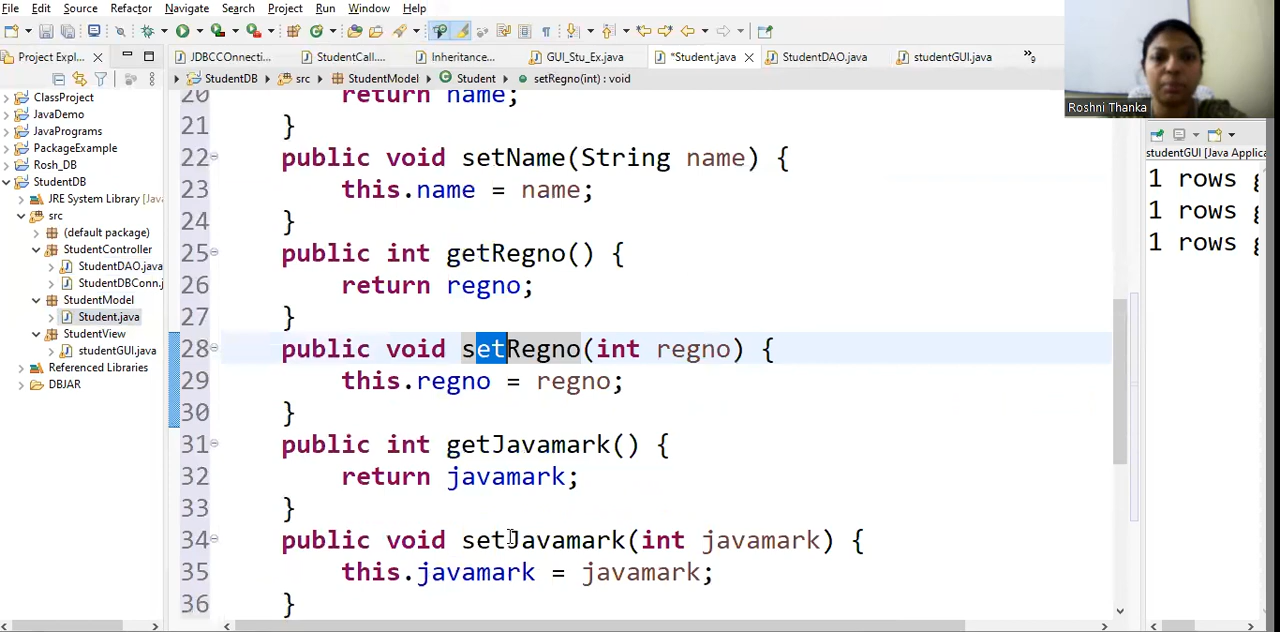 File Edit Source Refactor Navigate Search Project Run Window Help
Project Expl...
JDBCCOnnecti...
StudentCall....
Inheritance...
GUI_Stu_Ex.java
*Student.java
StudentDAO.java
studentGUI.java
9
StudentDB src StudentModel Student setRegno(int) : void
ClassProject
JavaDemo
JavaPrograms
PackageExample
Rosh_DB
StudentDB
JRE System Library [Java
src
(default package)
StudentController
StudentDAO.java
StudentDBConn.j
StudentModel
Student.java
StudentView
studentGUI.java
Referenced Libraries
DBJAR
20 return name;
21 }
22 public void setName(String name) {
23 this.name = name;
24 }
25 public int getRegno() {
26 return regno;
27 }
28 public void setRegno(int regno) {
29 this.regno = regno;
30 }
31 public int getJavamark() {
32 return javamark;
33 }
34 public void setJavamark(int javamark) {
35 this.javamark = javamark;
36 }
Roshni Thanka
studentGUI [Java Applica
1 rows g
1 rows g
1 rows g